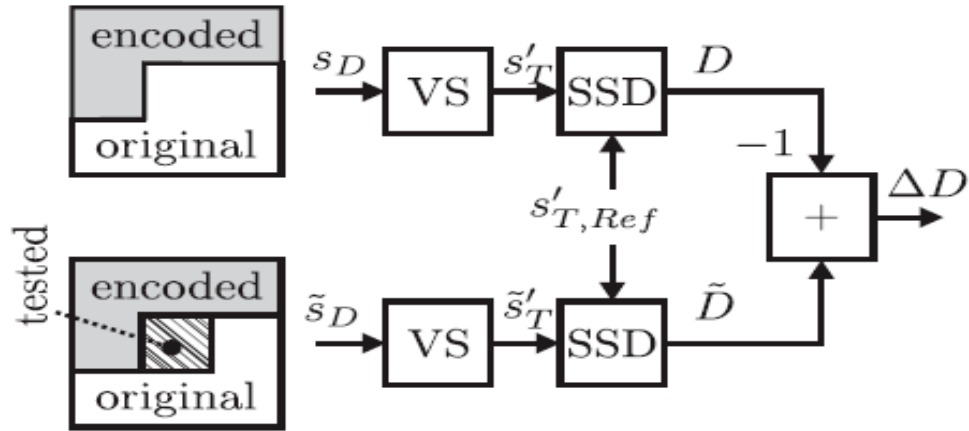 encoded
original
s_D
VS
s'_T
SSD
D
−1
s'_{T,Ref}
+
ΔD
tested
encoded
original
s̃_D
VS
s̃'_T
SSD
D̃